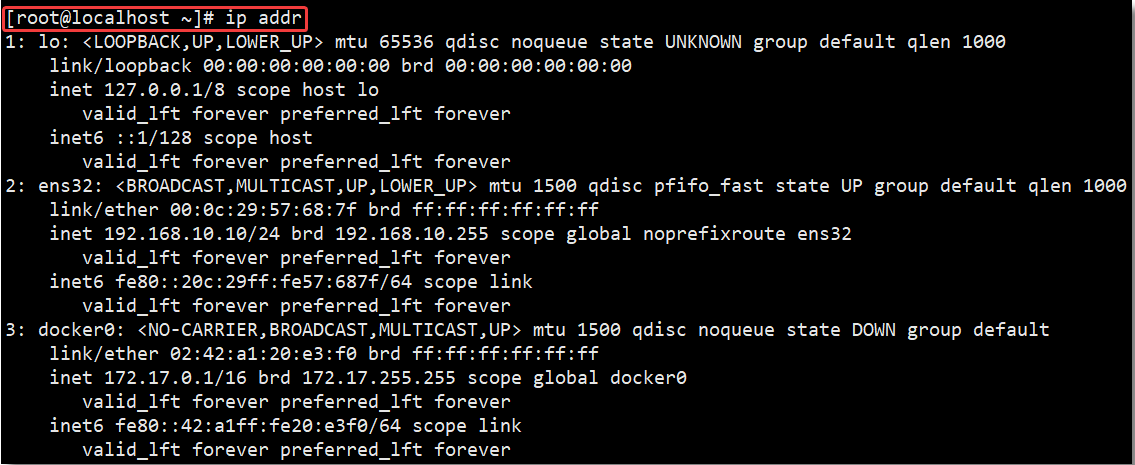 [root@localhost ~]# ip addr
1: lo: <LOOPBACK,UP,LOWER_UP> mtu 65536 qdisc noqueue state UNKNOWN group default qlen 1000
    link/loopback 00:00:00:00:00:00 brd 00:00:00:00:00:00
    inet 127.0.0.1/8 scope host lo
       valid_lft forever preferred_lft forever
    inet6 ::1/128 scope host
       valid_lft forever preferred_lft forever
2: ens32: <BROADCAST,MULTICAST,UP,LOWER_UP> mtu 1500 qdisc pfifo_fast state UP group default qlen 1000
    link/ether 00:0c:29:57:68:7f brd ff:ff:ff:ff:ff:ff
    inet 192.168.10.10/24 brd 192.168.10.255 scope global noprefixroute ens32
       valid_lft forever preferred_lft forever
    inet6 fe80::20c:29ff:fe57:687f/64 scope link
       valid_lft forever preferred_lft forever
3: docker0: <NO-CARRIER,BROADCAST,MULTICAST,UP> mtu 1500 qdisc noqueue state DOWN group default
    link/ether 02:42:a1:20:e3:f0 brd ff:ff:ff:ff:ff:ff
    inet 172.17.0.1/16 brd 172.17.255.255 scope global docker0
       valid_lft forever preferred_lft forever
    inet6 fe80::42:a1ff:fe20:e3f0/64 scope link
       valid_lft forever preferred_lft forever